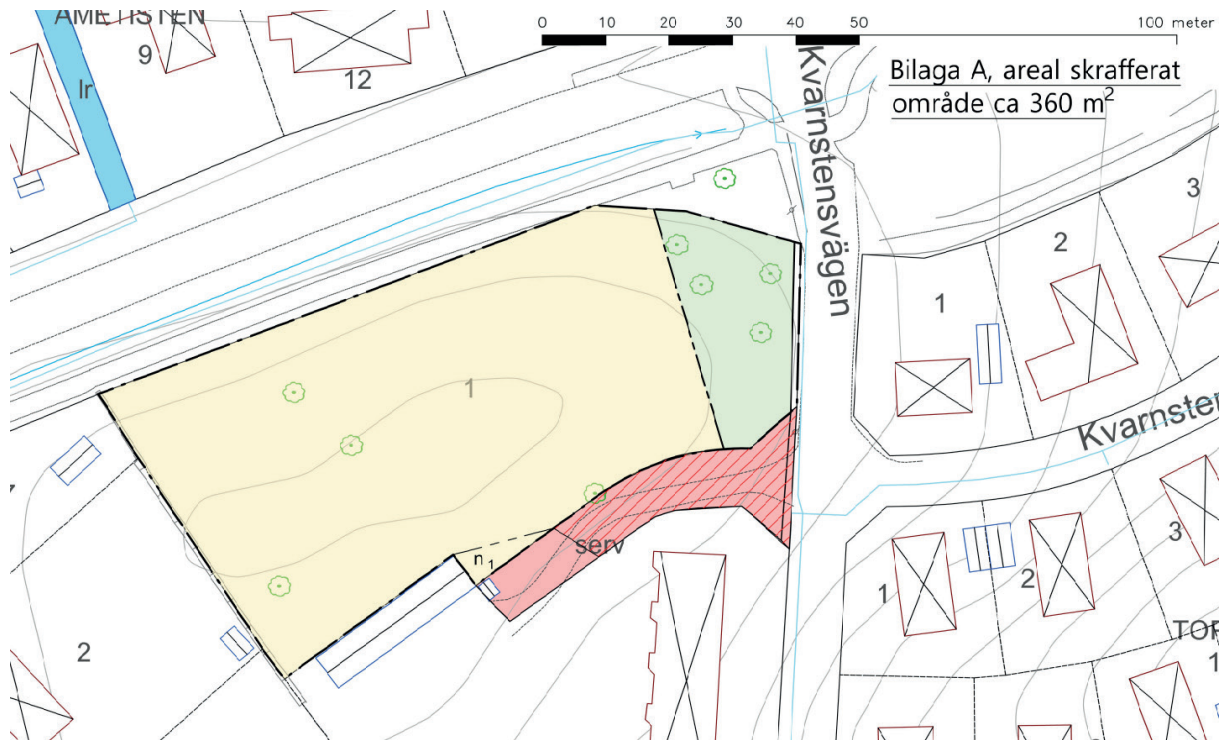 AMETISTEN
9
12
lr
0 10 20 30 40 50 100 meter
Bilaga A, areal skrafferat
område ca 360 m²
Kvarnstensvägen
3
2
1
1
Kvarnsten
serv
n₁
2
1
2
3
TOR
1